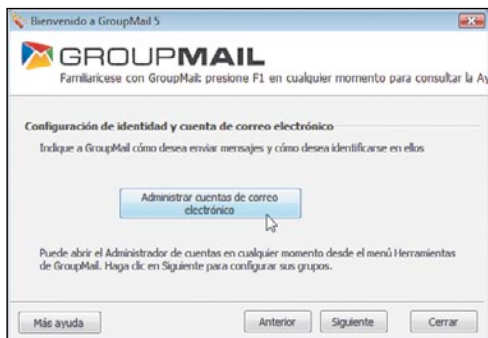 Bienvenido a GroupMail 5
GROUPMAIL
Familiarícese con GroupMail: presione F1 en cualquier momento para consultar la Ay
Configuración de identidad y cuenta de correo electrónico
Indique a GroupMail cómo desea enviar mensajes y cómo desea identificarse en ellos
Administrar cuentas de correo
electrónico
Puede abrir el Administrador de cuentas en cualquier momento desde el menú Herramientas
de GroupMail. Haga clic en Siguiente para configurar sus grupos.
Más ayuda Anterior Siguiente Cerrar